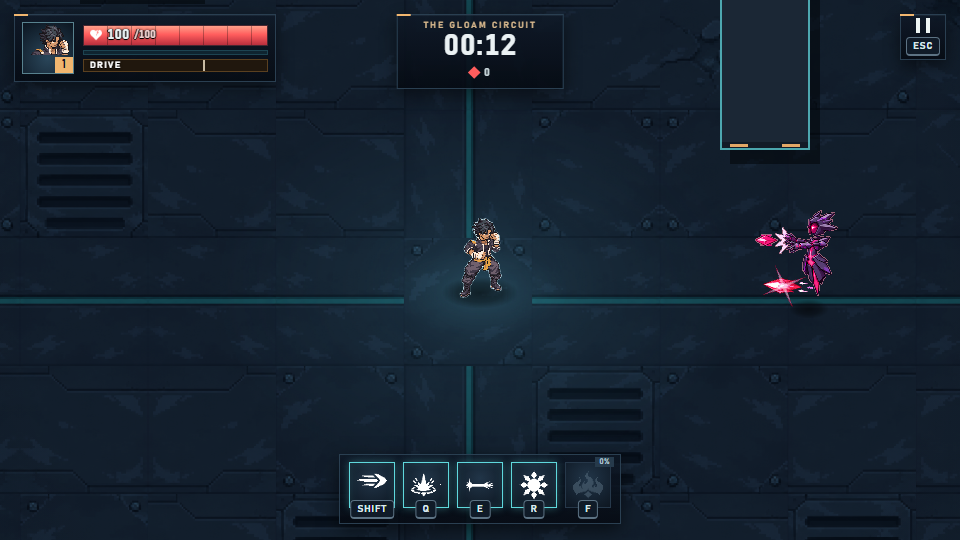 100 /100
1
DRIVE
THE GLOAM CIRCUIT
00:12
0
ESC
0%
SHIFT
Q
E
R
F